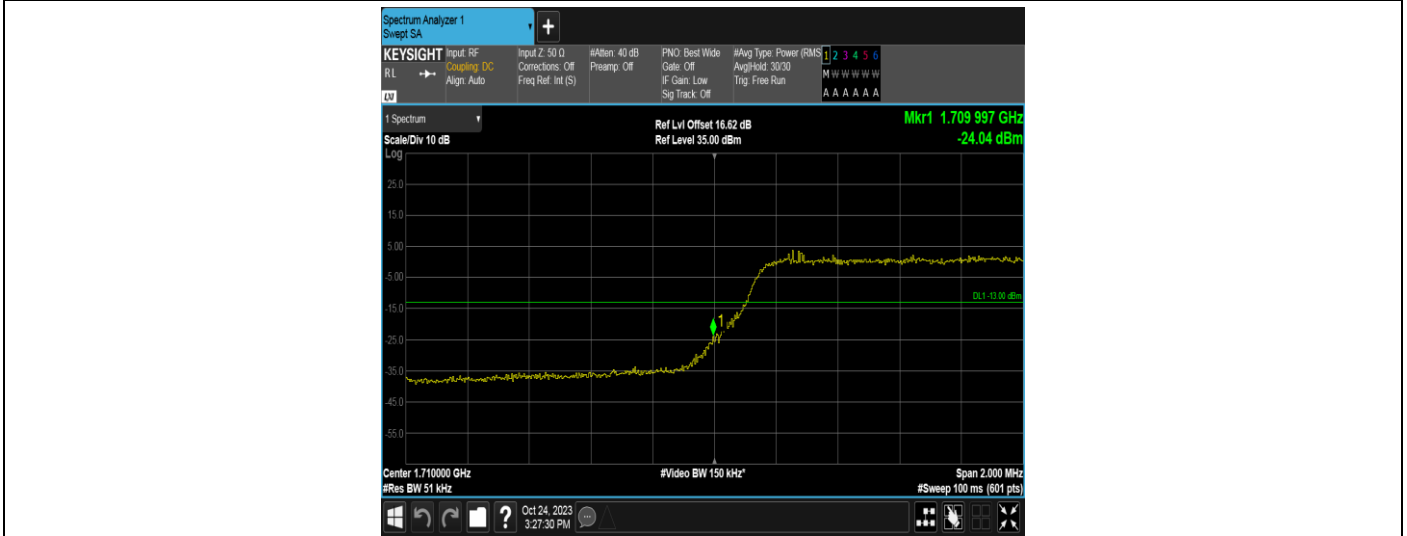 Spectrum Analyzer 1
Swept SA
+
KEYSIGHT
RL
LXI
Input: RF
Coupling: DC
Align: Auto
Input Z: 50 Ω
Corrections: Off
Freq Ref: Int (S)
#Atten: 40 dB
Preamp: Off
PNO: Best Wide
Gate: Off
IF Gain: Low
Sig Track: Off
#Avg Type: Power (RMS
Avg|Hold: 30/30
Trig: Free Run
1 2 3 4 5 6
M W W W W W
A A A A A A
1 Spectrum
Scale/Div 10 dB
Ref Lvl Offset 16.62 dB
Ref Level 35.00 dBm
Mkr1 1.709 997 GHz
-24.04 dBm
Log
25.0
15.0
5.00
-5.00
-15.0
-25.0
-35.0
-45.0
-55.0
DL1 -13.00 dBm
1
Center 1.710000 GHz
#Res BW 51 kHz
#Video BW 150 kHz*
Span 2.000 MHz
#Sweep 100 ms (601 pts)
?
Oct 24, 2023
3:27:30 PM